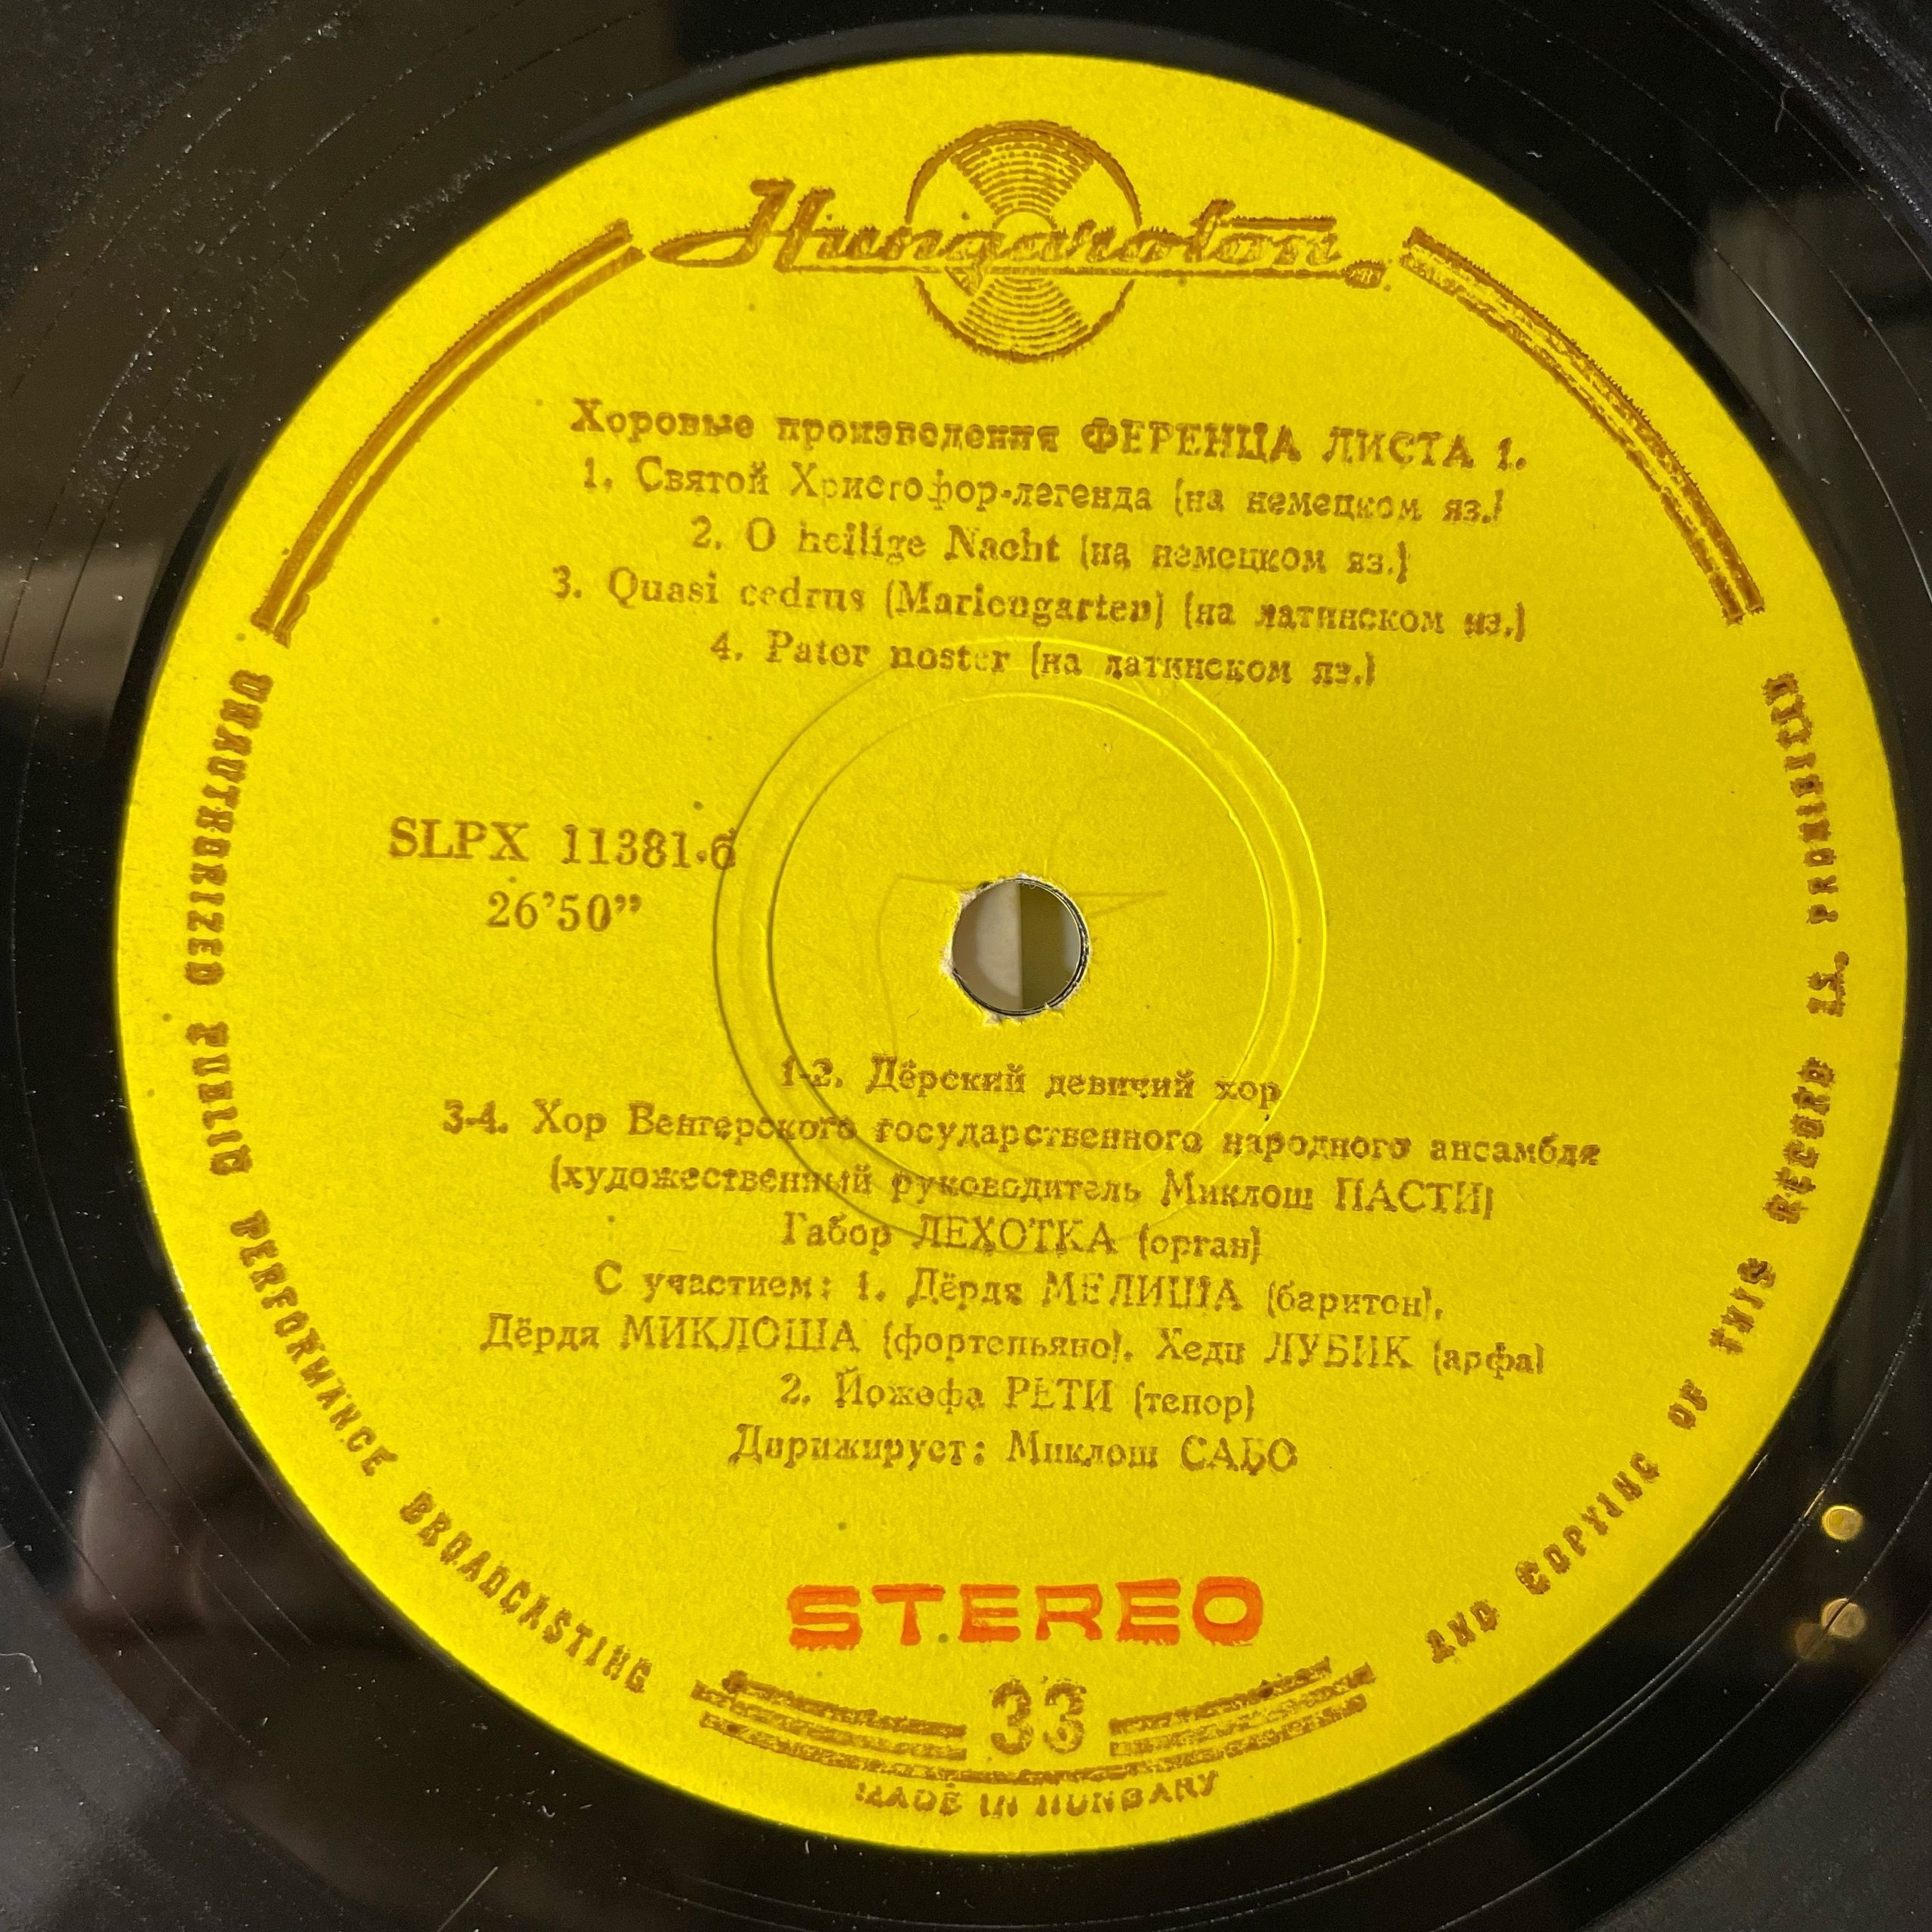 Hungaroton
Хоровые произведения ФЕРЕНЦА ЛИСТА 1.
1. Святой Христофор-легенда (на немецком яз.)
2. O heilige Nacht (на немецком яз.)
3. Quasi cedrus (Mariengarten) (на латинском яз.)
4. Pater noster (на латинском яз.)
SLPX 11381-б
26’50”
1-2. Дёрский девичий хор
3-4. Хор Венгерского государственного народного ансамбля
(художественный руководитель Миклош ПАСТИ)
Габор ЛЕХОТКА (орган)
С участием: 1. Дёрдя МЕЛИША (баритон),
Дёрдя МИКЛОША (фортепьяно), Хеди ЛУБИК (арфа)
2. Йожефа РЕТИ (тенор)
Дирижирует: Миклош САБО
STEREO
33
MADE IN HUNGARY
UNAUTHORIZED PUBLIC PERFORMANCE BROADCASTING
AND COPYING OF THIS RECORD IS PROHIBITED